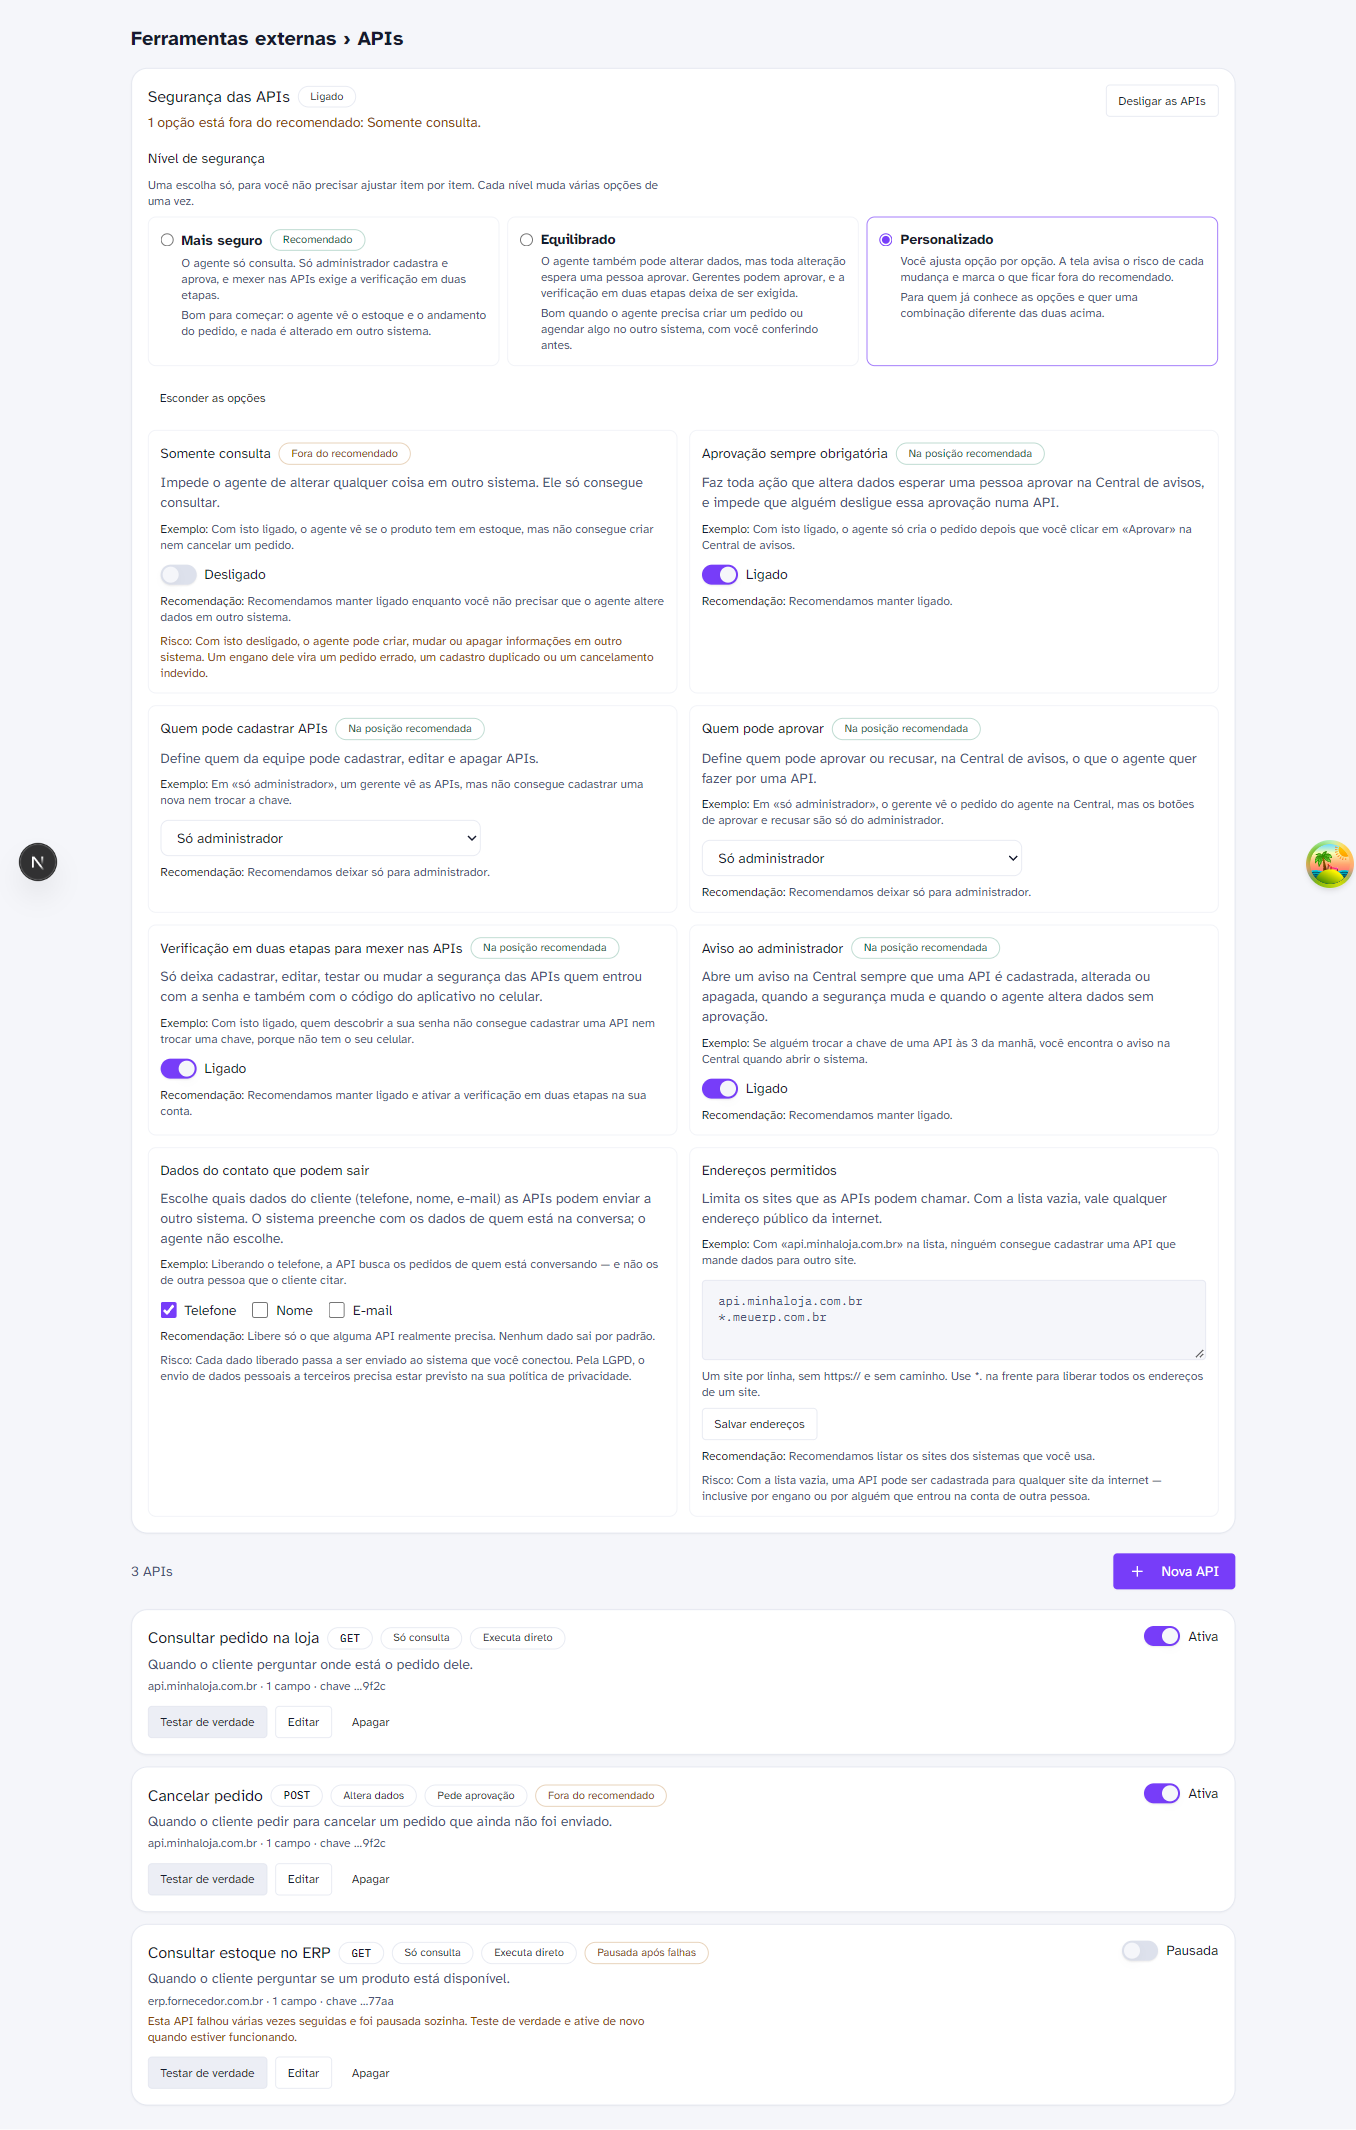 Ferramentas externas › APIs
Segurança das APIs
Ligado
Desligar as APIs
1 opção está fora do recomendado: Somente consulta.
Nível de segurança
Uma escolha só, para você não precisar ajustar item por item. Cada nível muda várias opções de
uma vez.
Mais seguro
Recomendado
O agente só consulta. Só administrador cadastra e
aprova, e mexer nas APIs exige a verificação em duas
etapas.
Bom para começar: o agente vê o estoque e o andamento
do pedido, e nada é alterado em outro sistema.
Equilibrado
O agente também pode alterar dados, mas toda alteração
espera uma pessoa aprovar. Gerentes podem aprovar, e a
verificação em duas etapas deixa de ser exigida.
Bom quando o agente precisa criar um pedido ou
agendar algo no outro sistema, com você conferindo
antes.
Personalizado
Você ajusta opção por opção. A tela avisa o risco de cada
mudança e marca o que ficar fora do recomendado.
Para quem já conhece as opções e quer uma
combinação diferente das duas acima.
Esconder as opções
Somente consulta
Fora do recomendado
Impede o agente de alterar qualquer coisa em outro sistema. Ele só consegue
consultar.
Exemplo: Com isto ligado, o agente vê se o produto tem em estoque, mas não consegue criar
nem cancelar um pedido.
Desligado
Recomendação: Recomendamos manter ligado enquanto você não precisar que o agente altere
dados em outro sistema.
Risco: Com isto desligado, o agente pode criar, mudar ou apagar informações em outro
sistema. Um engano dele vira um pedido errado, um cadastro duplicado ou um cancelamento
indevido.
Aprovação sempre obrigatória
Na posição recomendada
Faz toda ação que altera dados esperar uma pessoa aprovar na Central de avisos,
e impede que alguém desligue essa aprovação numa API.
Exemplo: Com isto ligado, o agente só cria o pedido depois que você clicar em «Aprovar» na
Central de avisos.
Ligado
Recomendação: Recomendamos manter ligado.
Quem pode cadastrar APIs
Na posição recomendada
Define quem da equipe pode cadastrar, editar e apagar APIs.
Exemplo: Em «só administrador», um gerente vê as APIs, mas não consegue cadastrar uma
nova nem trocar a chave.
Só administrador
Recomendação: Recomendamos deixar só para administrador.
Quem pode aprovar
Na posição recomendada
Define quem pode aprovar ou recusar, na Central de avisos, o que o agente quer
fazer por uma API.
Exemplo: Em «só administrador», o gerente vê o pedido do agente na Central, mas os botões
de aprovar e recusar são só do administrador.
Só administrador
Recomendação: Recomendamos deixar só para administrador.
Verificação em duas etapas para mexer nas APIs
Na posição recomendada
Só deixa cadastrar, editar, testar ou mudar a segurança das APIs quem entrou
com a senha e também com o código do aplicativo no celular.
Exemplo: Com isto ligado, quem descobrir a sua senha não consegue cadastrar uma API nem
trocar uma chave, porque não tem o seu celular.
Ligado
Recomendação: Recomendamos manter ligado e ativar a verificação em duas etapas na sua
conta.
Aviso ao administrador
Na posição recomendada
Abre um aviso na Central sempre que uma API é cadastrada, alterada ou
apagada, quando a segurança muda e quando o agente altera dados sem
aprovação.
Exemplo: Se alguém trocar a chave de uma API às 3 da manhã, você encontra o aviso na
Central quando abrir o sistema.
Ligado
Recomendação: Recomendamos manter ligado.
Dados do contato que podem sair
Escolhe quais dados do cliente (telefone, nome, e-mail) as APIs podem enviar a
outro sistema. O sistema preenche com os dados de quem está na conversa; o
agente não escolhe.
Exemplo: Liberando o telefone, a API busca os pedidos de quem está conversando — e não os
de outra pessoa que o cliente citar.
Telefone
Nome
E-mail
Recomendação: Libere só o que alguma API realmente precisa. Nenhum dado sai por padrão.
Risco: Cada dado liberado passa a ser enviado ao sistema que você conectou. Pela LGPD, o
envio de dados pessoais a terceiros precisa estar previsto na sua política de privacidade.
Endereços permitidos
Limita os sites que as APIs podem chamar. Com a lista vazia, vale qualquer
endereço público da internet.
Exemplo: Com «api.minhaloja.com.br» na lista, ninguém consegue cadastrar uma API que
mande dados para outro site.
api.minhaloja.com.br
*.meuerp.com.br
Um site por linha, sem https:// e sem caminho. Use *. na frente para liberar todos os endereços
de um site.
Salvar endereços
Recomendação: Recomendamos listar os sites dos sistemas que você usa.
Risco: Com a lista vazia, uma API pode ser cadastrada para qualquer site da internet —
inclusive por engano ou por alguém que entrou na conta de outra pessoa.
N
3 APIs
+ Nova API
Consultar pedido na loja
GET
Só consulta
Executa direto
Ativa
Quando o cliente perguntar onde está o pedido dele.
api.minhaloja.com.br · 1 campo · chave …9f2c
Testar de verdade
Editar
Apagar
Cancelar pedido
POST
Altera dados
Pede aprovação
Fora do recomendado
Ativa
Quando o cliente pedir para cancelar um pedido que ainda não foi enviado.
api.minhaloja.com.br · 1 campo · chave …9f2c
Testar de verdade
Editar
Apagar
Consultar estoque no ERP
GET
Só consulta
Executa direto
Pausada após falhas
Pausada
Quando o cliente perguntar se um produto está disponível.
erp.fornecedor.com.br · 1 campo · chave …77aa
Esta API falhou várias vezes seguidas e foi pausada sozinha. Teste de verdade e ative de novo
quando estiver funcionando.
Testar de verdade
Editar
Apagar